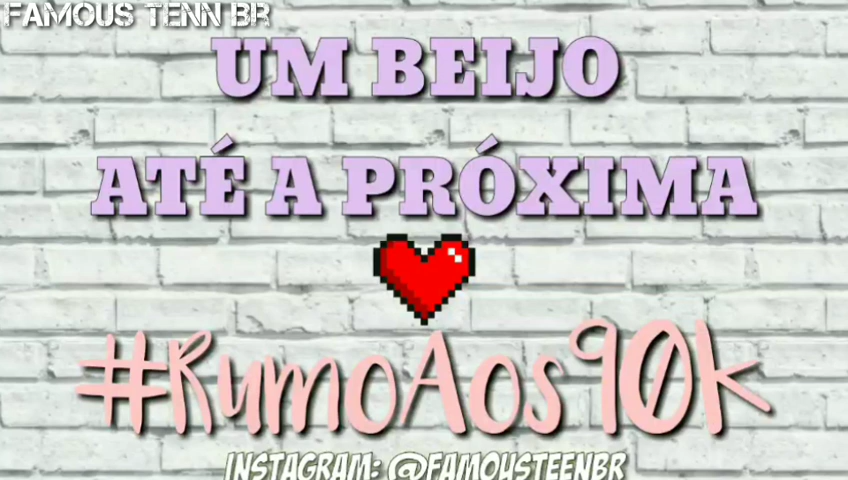 FAMOUS TENN BR
UM BEIJO
ATÉ A PRÓXIMA
#RumoAos90k
INSTAGRAM: @FAMOUSTEENBR